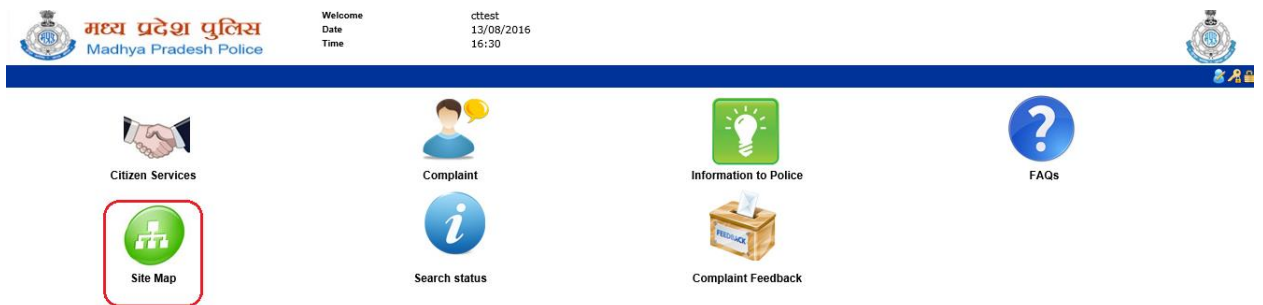 मध्य प्रदेश पुलिस
Madhya Pradesh Police
Welcome cttest
Date 13/08/2016
Time 16:30
Citizen Services
Complaint
Information to Police
FAQs
Site Map
Search status
FEEDBACK
Complaint Feedback